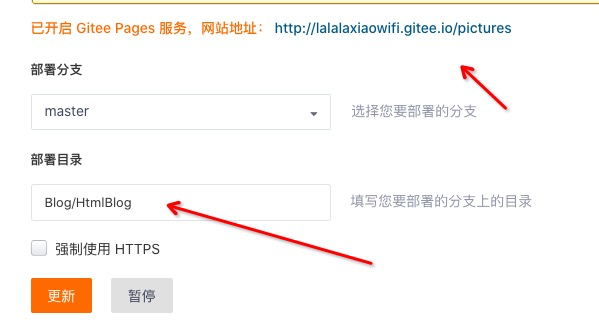 已开启 Gitee Pages 服务，网站地址： http://lalalaxiaowifi.gitee.io/pictures
部署分支
master 选择您要部署的分支
部署目录
Blog/HtmlBlog 填写您要部署的分支上的目录
强制使用 HTTPS
更新 暂停